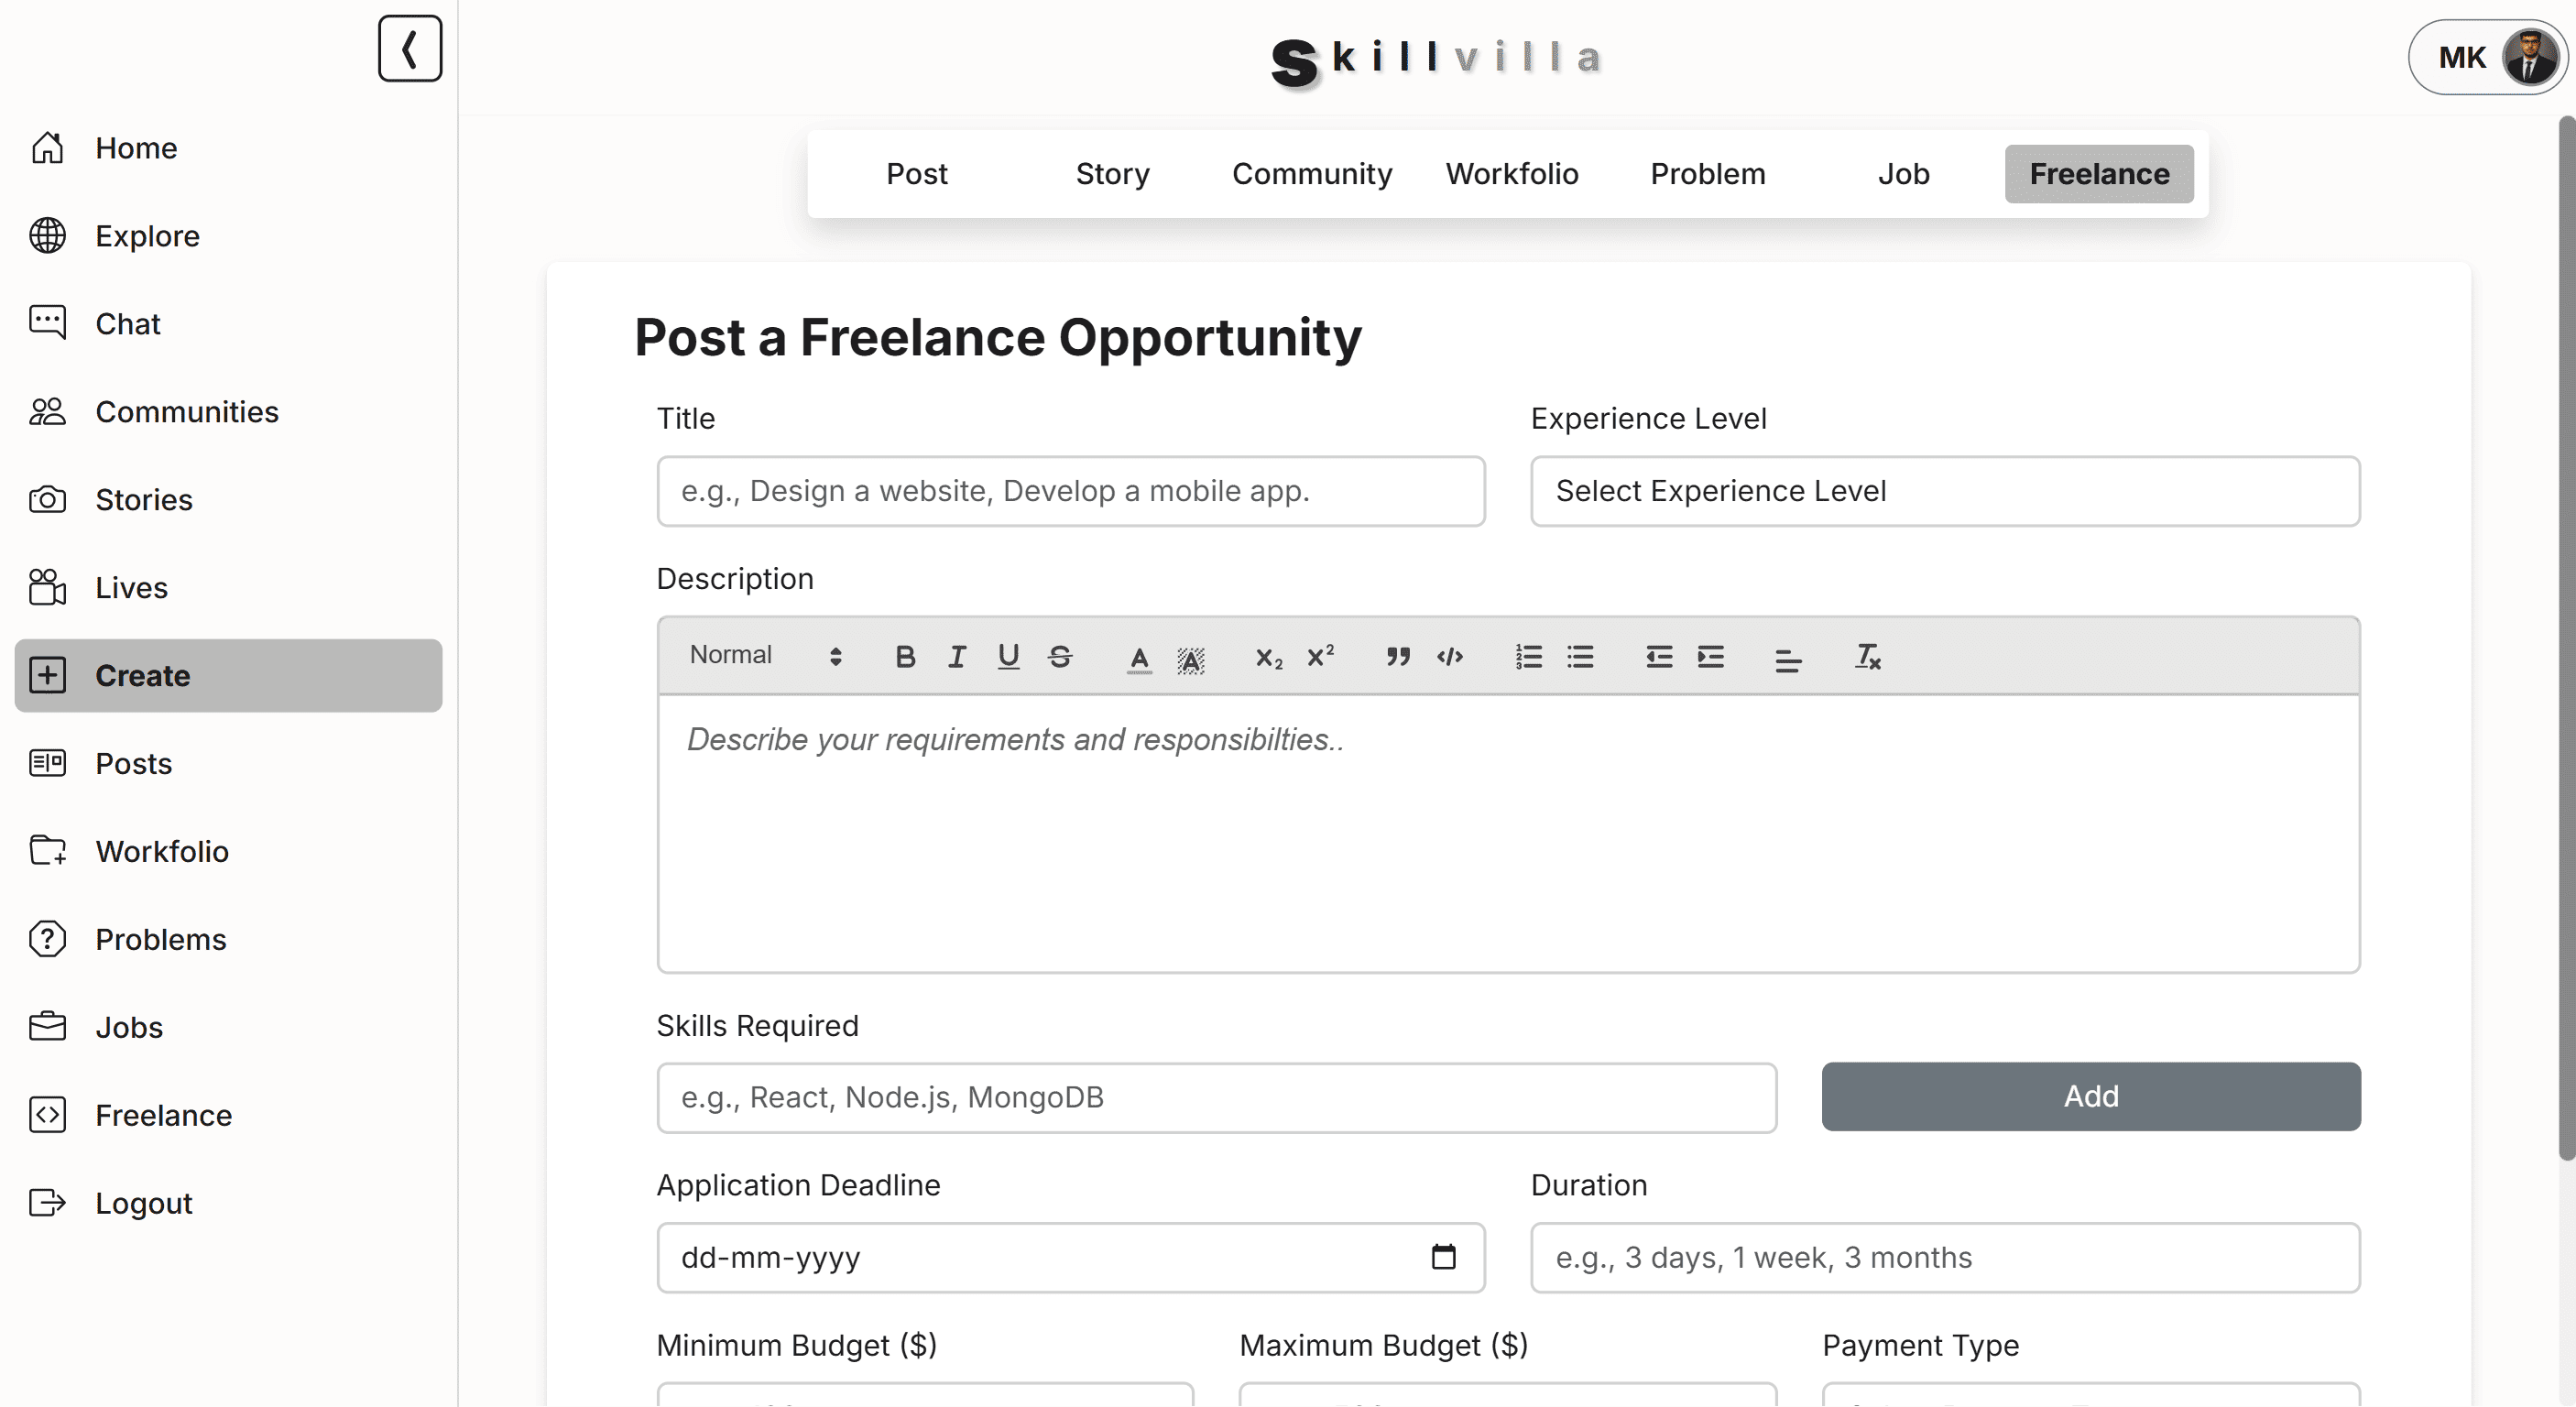 Skillvilla
MK
Home
Explore
Chat
Communities
Stories
Lives
Create
Posts
Workfolio
Problems
Jobs
Freelance
Logout
Post Story Community Workfolio Problem Job Freelance
Post a Freelance Opportunity
Title Experience Level
e.g., Design a website, Develop a mobile app. Select Experience Level
Description
Normal
Describe your requirements and responsibilties..
Skills Required
e.g., React, Node.js, MongoDB Add
Application Deadline Duration
dd-mm-yyyy e.g., 3 days, 1 week, 3 months
Minimum Budget ($) Maximum Budget ($) Payment Type